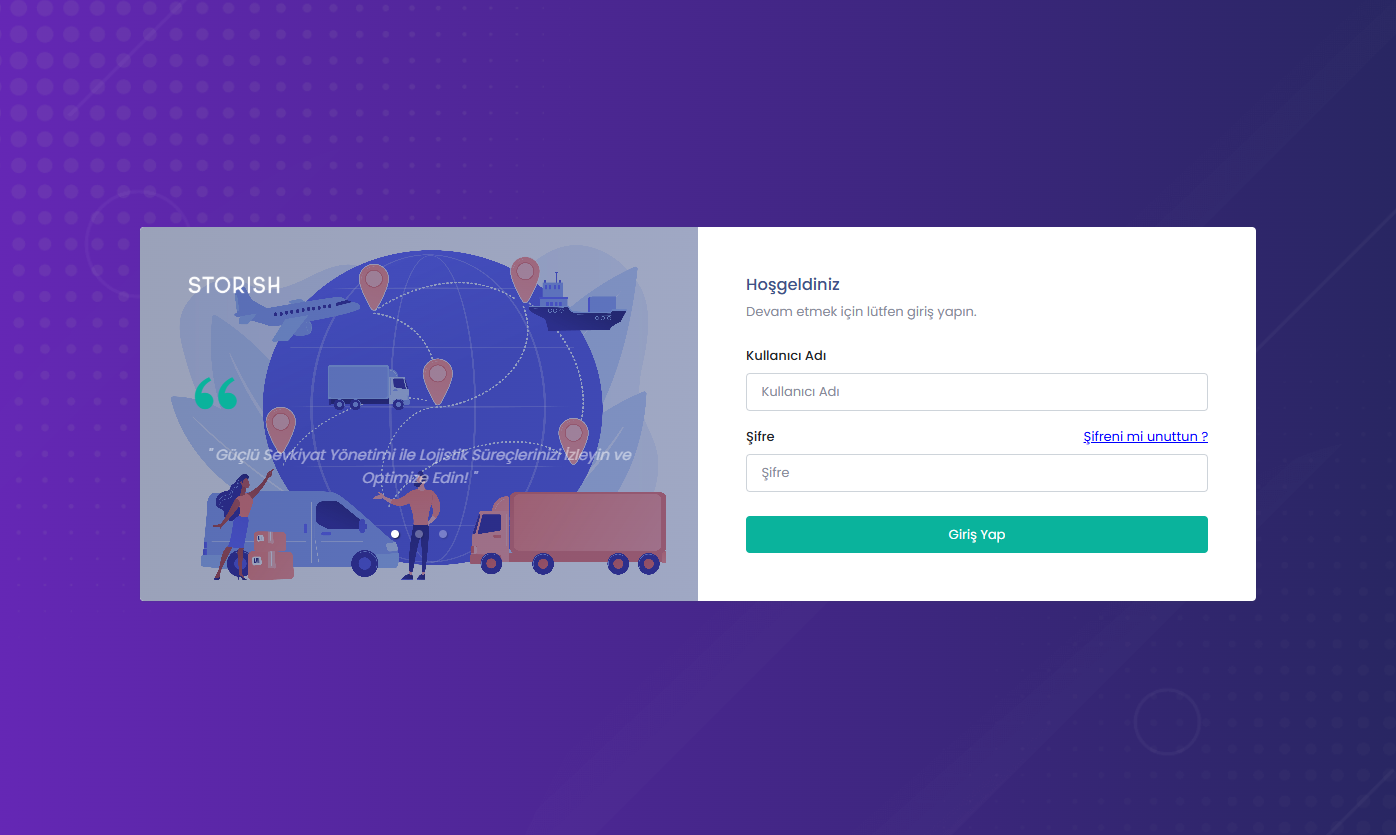 STORISH
" Güçlü Sevkiyat Yönetimi ile Lojistik Süreçlerinizi İzleyin ve
Optimize Edin! "
Hoşgeldiniz
Devam etmek için lütfen giriş yapın.
Kullanıcı Adı
Kullanıcı Adı
Şifre
Şifreni mi unuttun ?
Şifre
Giriş Yap